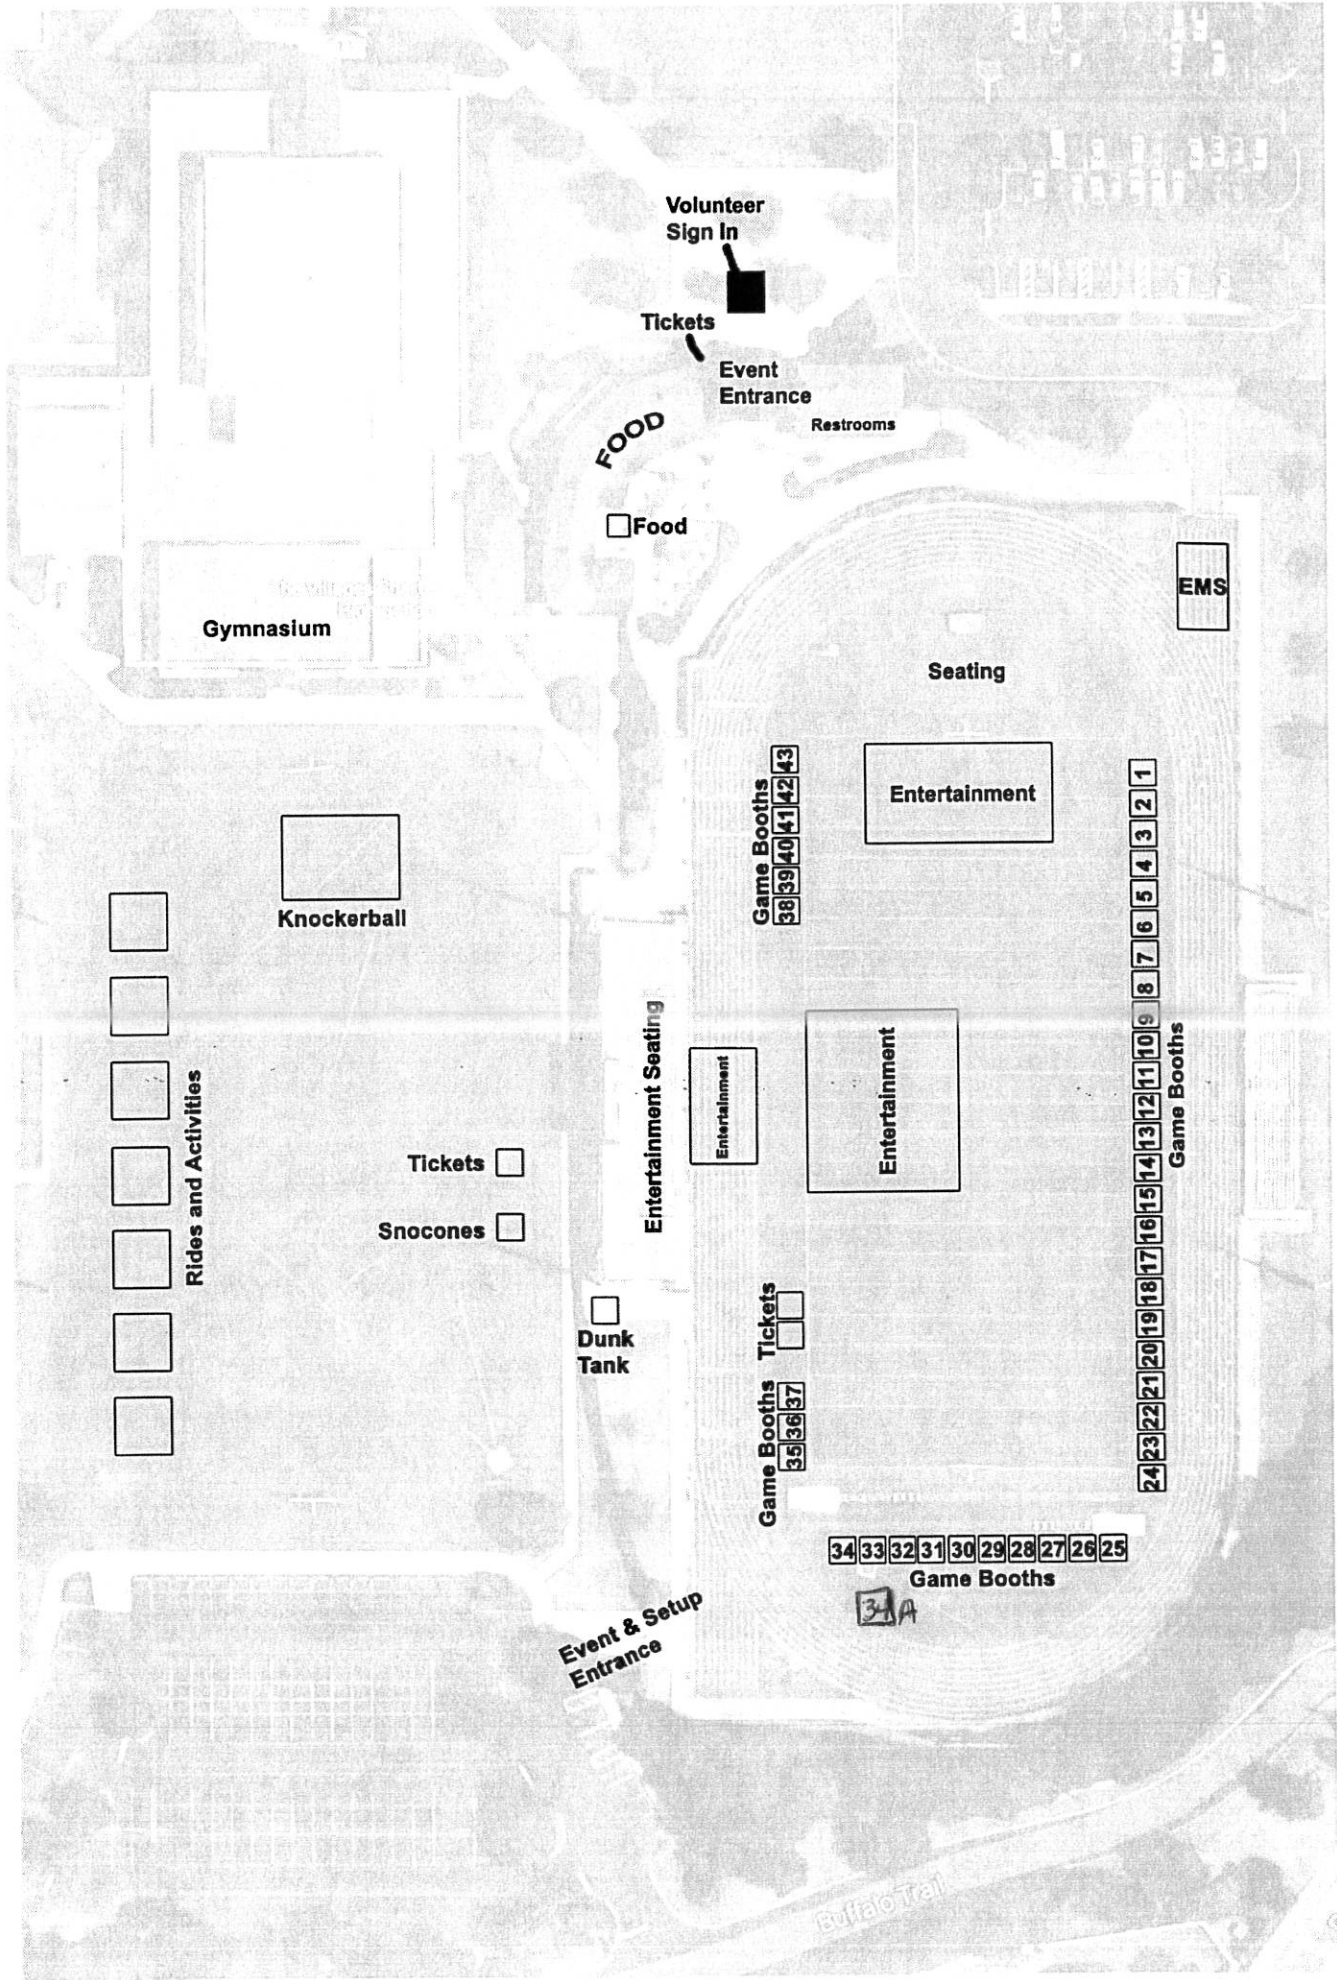 Volunteer
Sign In
Tickets
Event
Entrance
Restrooms
FOOD
Food
EMS
Gymnasium
Seating
Entertainment
Game Booths
43
42
41
40
39
38
1
2
3
4
5
6
7
8
9
10
11
12
13
14
15
16
17
18
19
20
21
22
23
24
Game Booths
Knockerball
Rides and Activities
Entertainment Seating
Entertainment
Entertainment
Tickets
Snocones
Dunk
Tank
Tickets
Game Booths
37
36
35
34 33 32 31 30 29 28 27 26 25
Game Booths
34 A
Event & Setup
Entrance
Buffalo Trail